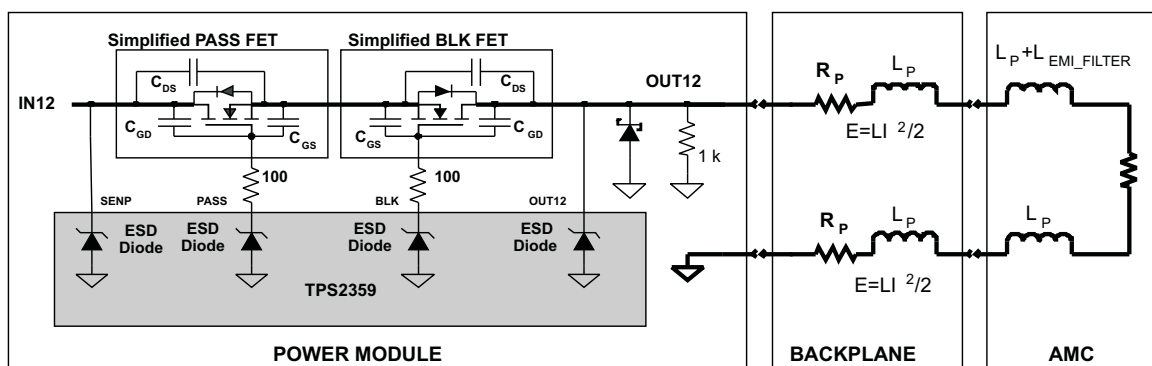 Simplified PASS FET
Simplified BLK FET
IN12
C DS
C GD
C GS
C DS
C GS
C GD
OUT12
R P
L P
L P+L EMI_FILTER
E=LI 2/2
100
100
1 k
SENP
PASS
BLK
OUT12
ESD
Diode
ESD
Diode
ESD
Diode
ESD
Diode
TPS2359
R P
L P
L P
E=LI 2/2
POWER MODULE
BACKPLANE
AMC